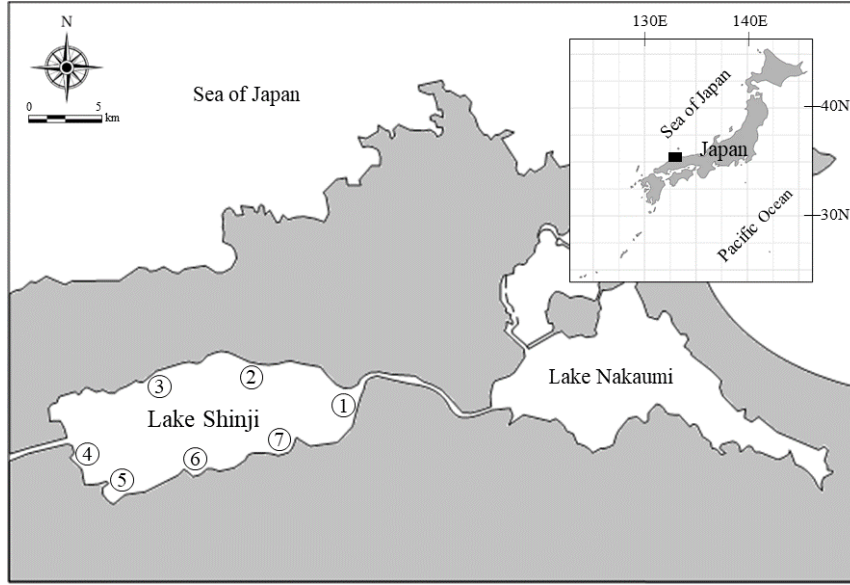 N
0 5
km
Sea of Japan
130E 140E
40N
30N
Sea of Japan
Japan
Pacific Ocean
Lake Nakaumi
Lake Shinji
1
2
3
4
5
6
7